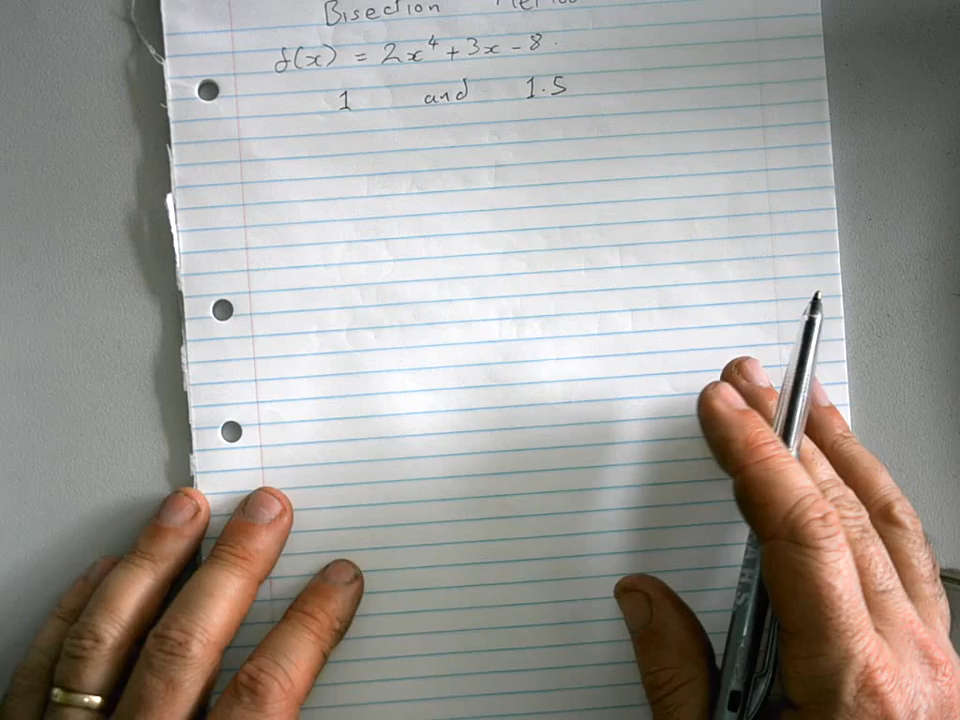 Bisection
f(x) = 2x⁴ + 3x - 8.
1 and 1.5